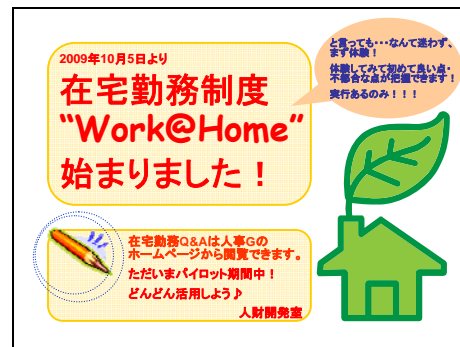 2009年10月5日より
在宅勤務制度
“Work@Home”
始まりました！
と言っても・・・なんて迷わず、
まず体験！
体験してみて初めて良い点・
不都合な点が把握できます！
実行あるのみ！！！
在宅勤務Q&Aは人事Gの
ホームページから閲覧できます。
ただいまパイロット期間中！
どんどん活用しよう♪
人財開発室